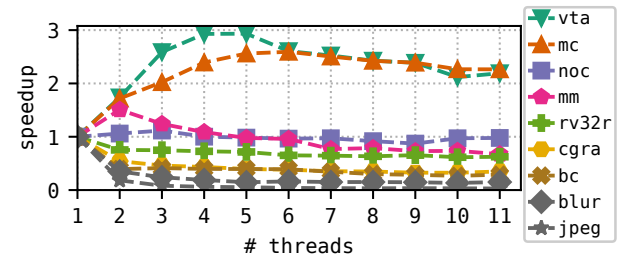 speedup
3
2
1
0
1 2 3 4 5 6 7 8 9 10 11
# threads
vta
mc
noc
mm
rv32r
cgra
bc
blur
jpeg